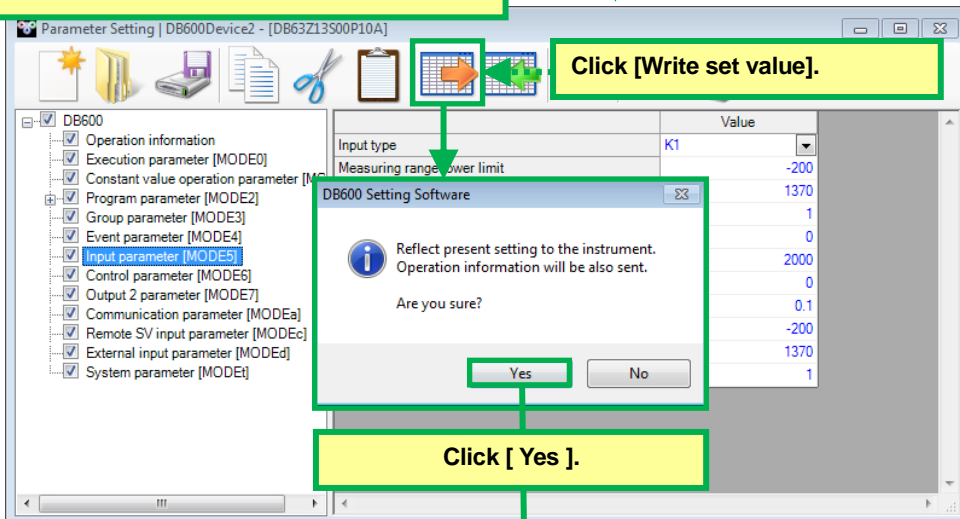 Parameter Setting | DB600Device2 - [DB63Z13S00P10A]
Click [Write set value].
DB600
Operation information
Execution parameter [MODE0]
Constant value operation parameter [MO
Program parameter [MODE2]
Group parameter [MODE3]
Event parameter [MODE4]
Input parameter [MODE5]
Control parameter [MODE6]
Output 2 parameter [MODE7]
Communication parameter [MODEa]
Remote SV input parameter [MODEc]
External input parameter [MODEd]
System parameter [MODEt]
Value
Input type K1
Measuring range lower limit -200
1370
1
0
2000
0
0.1
-200
1370
1
DB600 Setting Software
Reflect present setting to the instrument.
Operation information will be also sent.
Are you sure?
Yes No
Click [ Yes ].